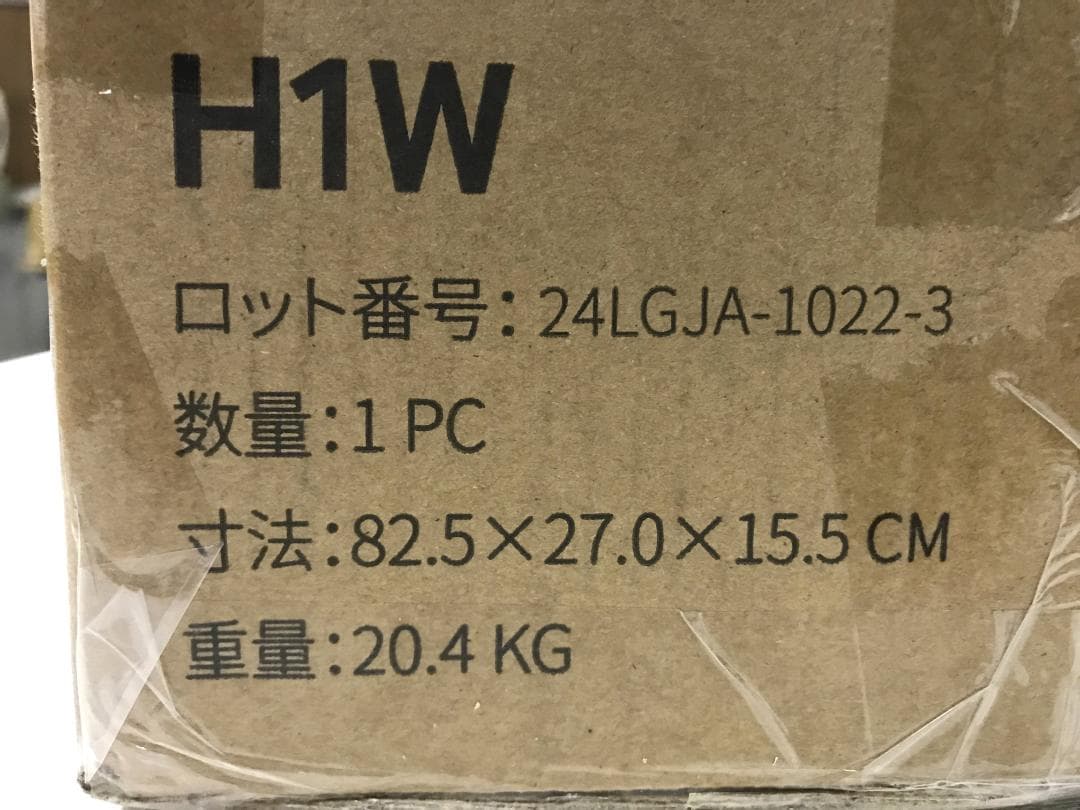 H1W
ロット番号：24LGJA-1022-3
数量：1 PC
寸法：82.5×27.0×15.5 CM
重量：20.4 KG